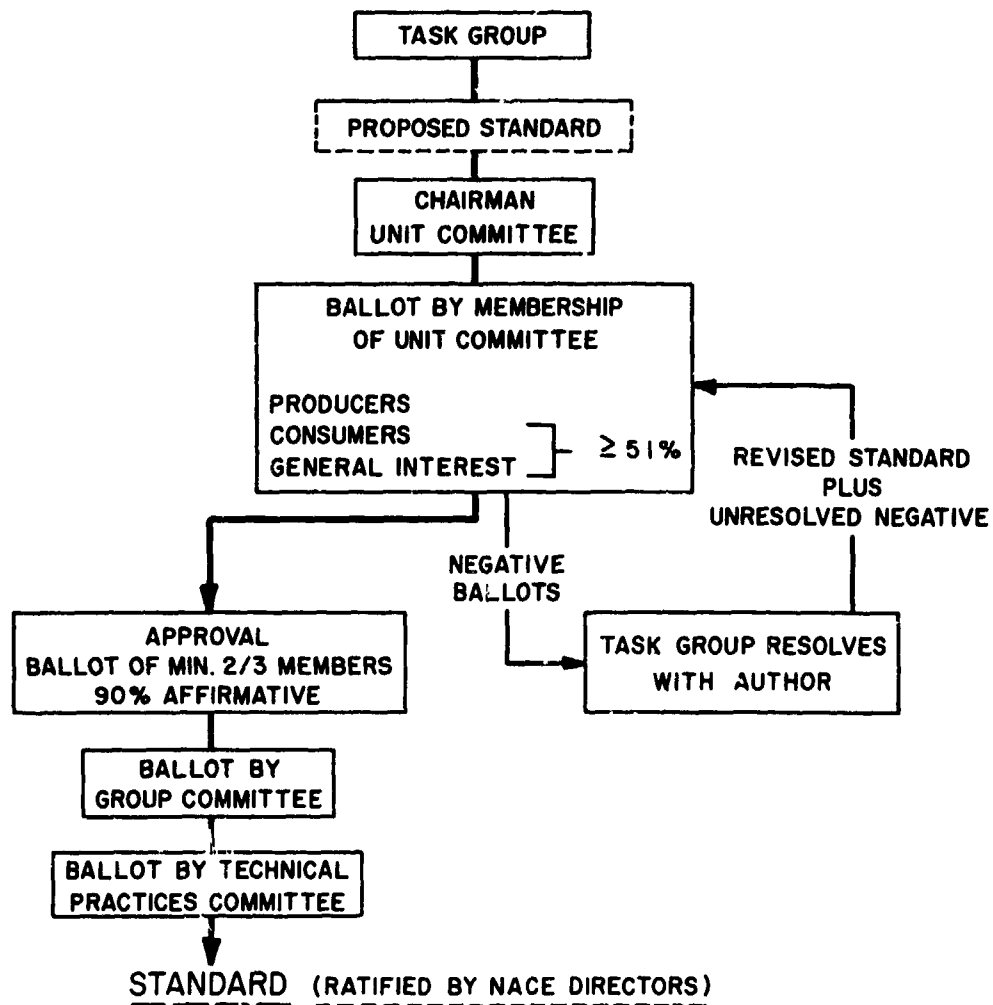 TASK GROUP
PROPOSED STANDARD
CHAIRMAN
UNIT COMMITTEE
BALLOT BY MEMBERSHIP
OF UNIT COMMITTEE
PRODUCERS
CONSUMERS
GENERAL INTEREST
≥ 51%
REVISED STANDARD
PLUS
UNRESOLVED NEGATIVE
NEGATIVE
BALLOTS
TASK GROUP RESOLVES
WITH AUTHOR
APPROVAL
BALLOT OF MIN. 2/3 MEMBERS
90% AFFIRMATIVE
BALLOT BY
GROUP COMMITTEE
BALLOT BY TECHNICAL
PRACTICES COMMITTEE
STANDARD (RATIFIED BY NACE DIRECTORS)